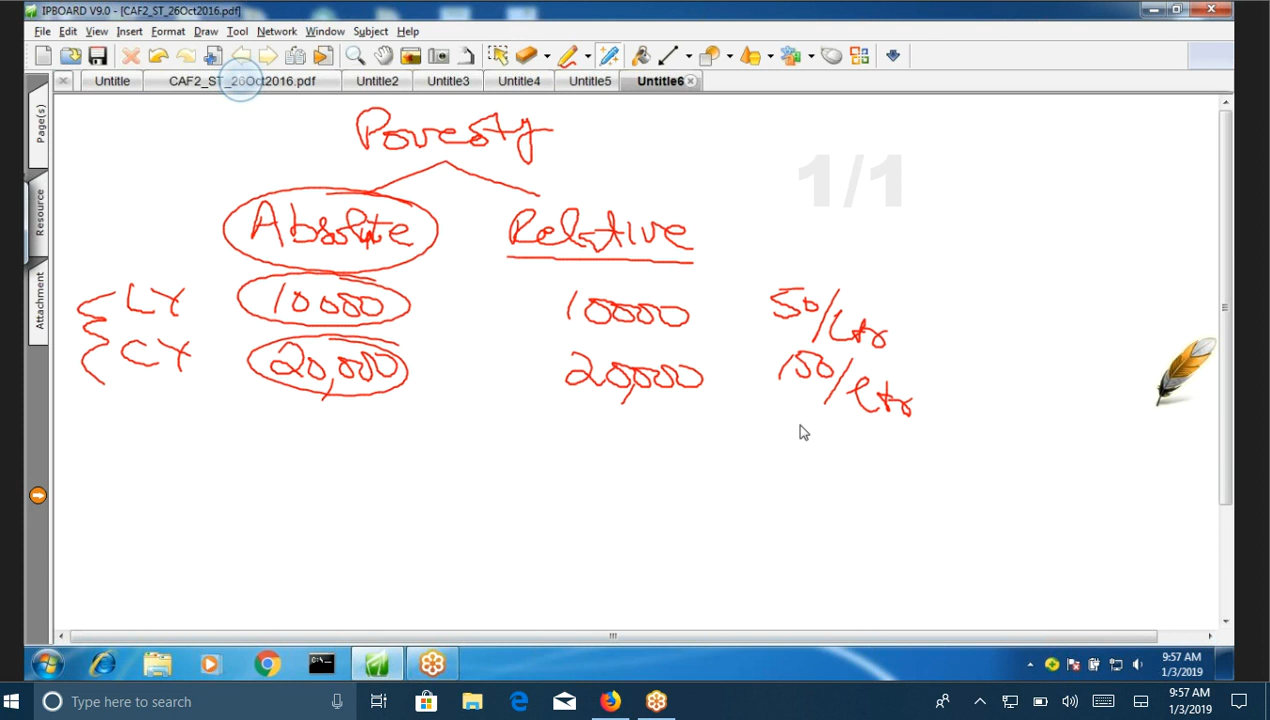 IPBOARD V9.0 - [CAF2_ST_26Oct2016.pdf]
File Edit View Insert Format Draw Tool Network Window Subject Help
Untitle CAF2_ST_26Oct2016.pdf Untitle2 Untitle3 Untitle4 Untitle5 Untitle6
Page(s)
Resource
Attachment
1/1
Poverty
Absolute Relative
LY 10000 10000 50/Ltr
CY 20,000 20,000 100/Ltr
9:57 AM
1/3/2019
Type here to search
9:57 AM
1/3/2019